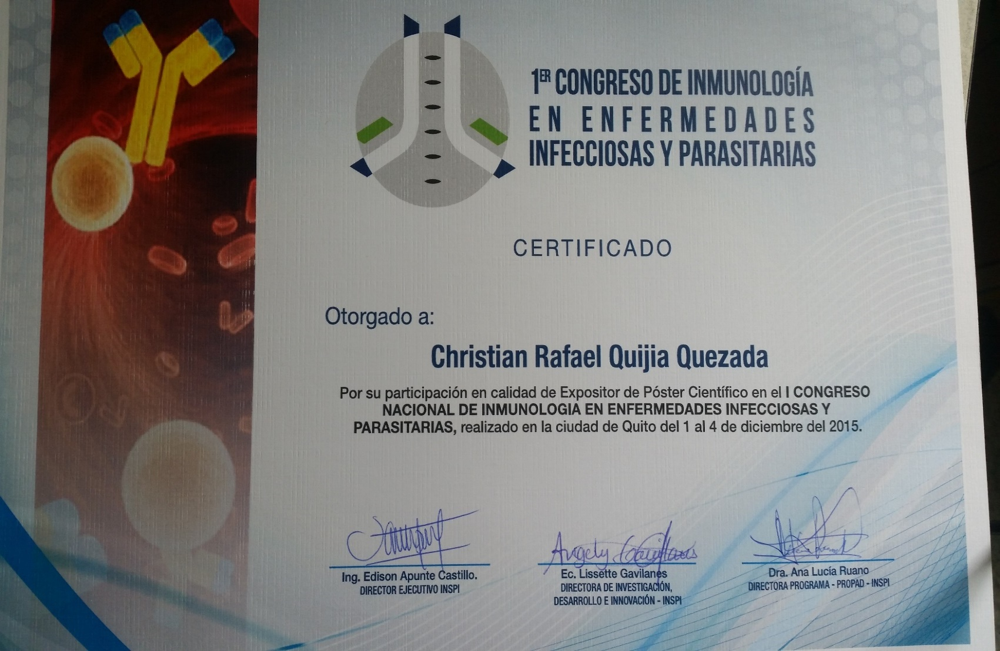 1ER CONGRESO DE INMUNOLOGÍA
EN ENFERMEDADES
INFECCIOSAS Y PARASITARIAS
CERTIFICADO
Otorgado a:
Christian Rafael Quijia Quezada
Por su participación en calidad de Expositor de Póster Científico en el I CONGRESO
NACIONAL DE INMUNOLOGIA EN ENFERMEDADES INFECCIOSAS Y
PARASITARIAS, realizado en la ciudad de Quito del 1 al 4 de diciembre del 2015.
Angely Gavilanes
Ing. Edison Apunte Castillo.
DIRECTOR EJECUTIVO INSPI
Ec. Lissette Gavilanes
DIRECTORA DE INVESTIGACIÓN,
DESARROLLO E INNOVACIÓN - INSPI
Dra. Ana Lucía Ruano
DIRECTORA PROGRAMA - PROPAD - INSPI